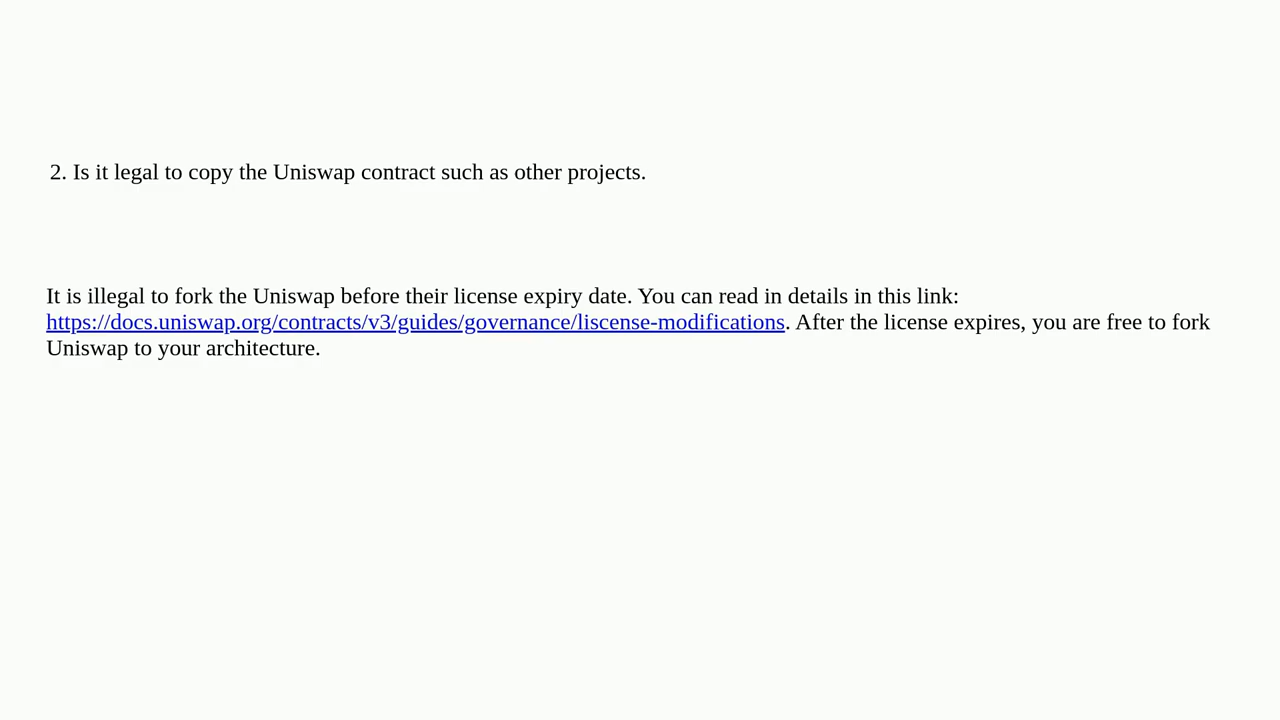 2. Is it legal to copy the Uniswap contract such as other projects.
It is illegal to fork the Uniswap before their license expiry date. You can read in details in this link:
https://docs.uniswap.org/contracts/v3/guides/governance/liscense-modifications. After the license expires, you are free to fork
Uniswap to your architecture.